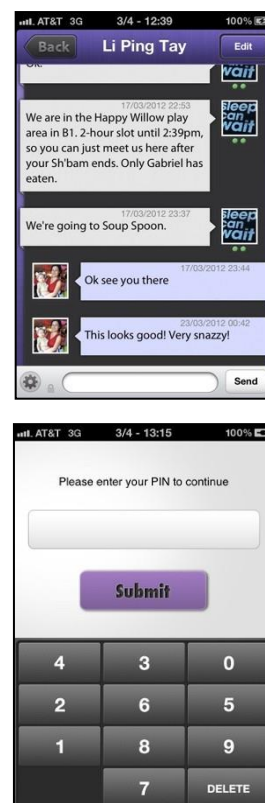 AT&T 3G 3/4 - 12:39 100%
Back Li Ping Tay Edit
sleep
can
wait
17/03/2012 22:53
We are in the Happy Willow play
area in B1. 2-hour slot until 2:39pm,
so you can just meet us here after
your Sh'bam ends. Only Gabriel has
eaten.
sleep
can
wait
17/03/2012 23:37
We're going to Soup Spoon.
17/03/2012 23:44
Ok see you there
23/03/2012 00:42
This looks good! Very snazzy!
Send
AT&T 3G 3/4 - 13:15 100%
Please enter your PIN to continue
Submit
4 3 0
2 6 5
1 8 9
7 DELETE